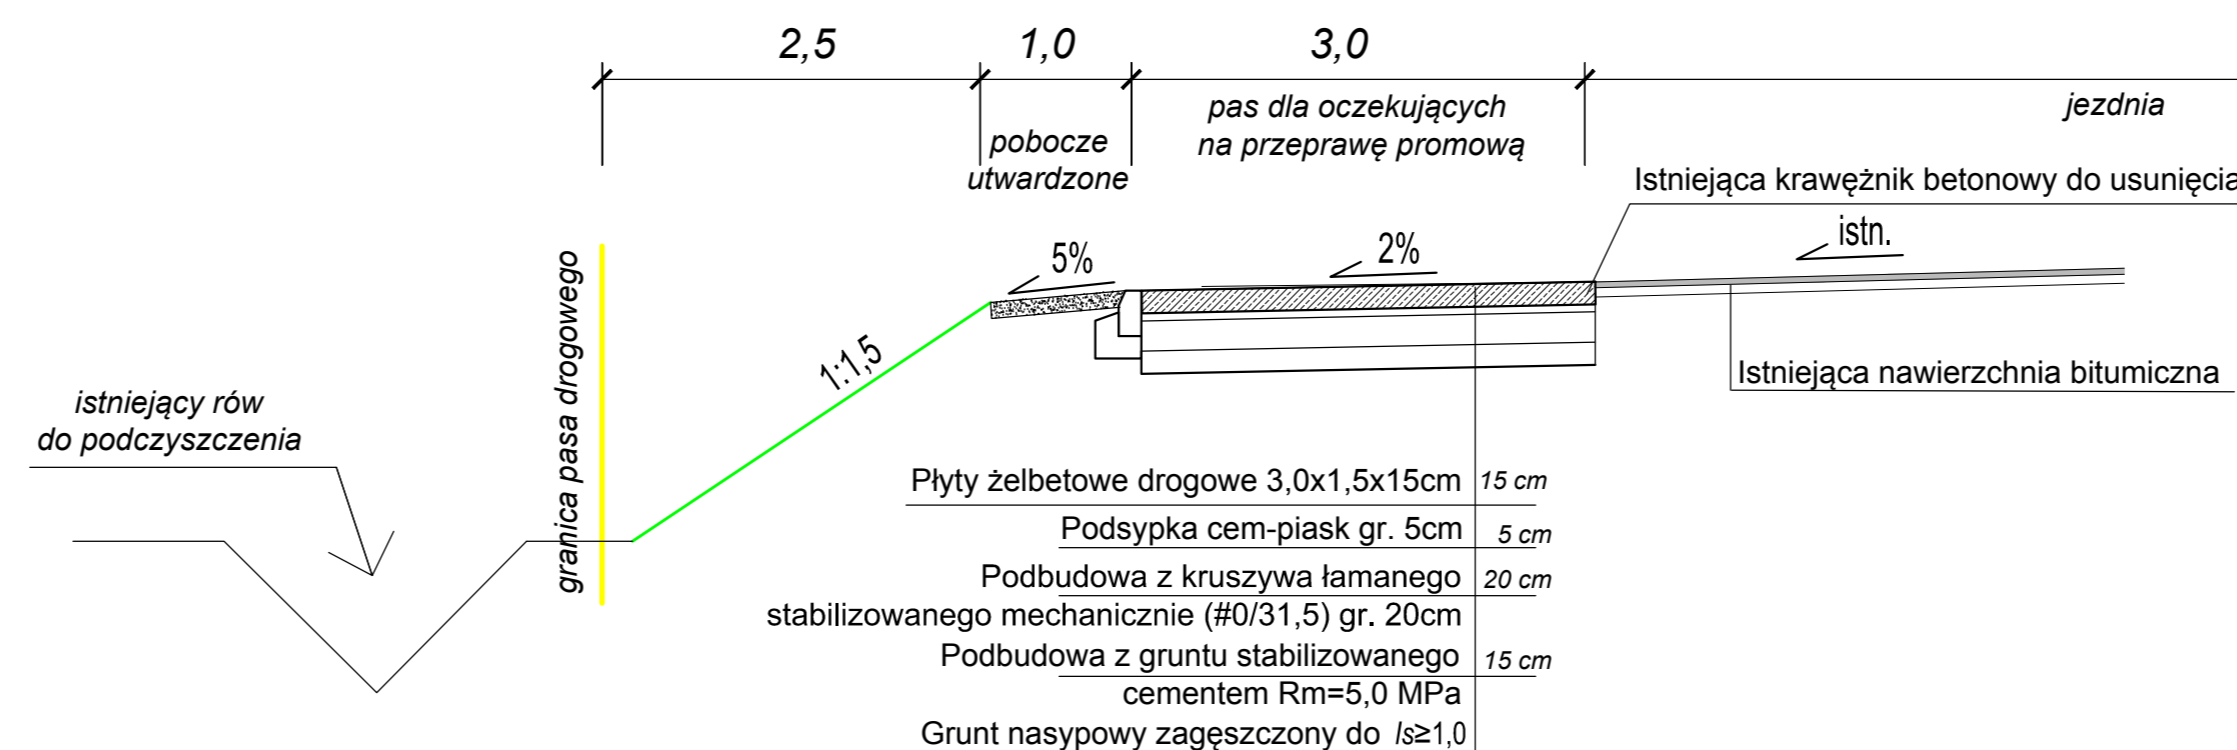 2,5 1,0 3,0
pas dla oczekujących
na przeprawę promową
jezdnia
pobocze
utwardzone
Istniejąca krawężnik betonowy do usunięcia
5%
2%
istn.
granica pasa drogowego
1:1,5
Istniejąca nawierzchnia bitumiczna
istniejący rów
do podczyszczenia
Płyty żelbetowe drogowe 3,0x1,5x15cm 15 cm
Podsypka cem-piask gr. 5cm 5 cm
Podbudowa z kruszywa łamanego 20 cm
stabilizowanego mechanicznie (#0/31,5) gr. 20cm
Podbudowa z gruntu stabilizowanego 15 cm
cementem Rm=5,0 MPa
Grunt nasypowy zagęszczony do Is≥1,0